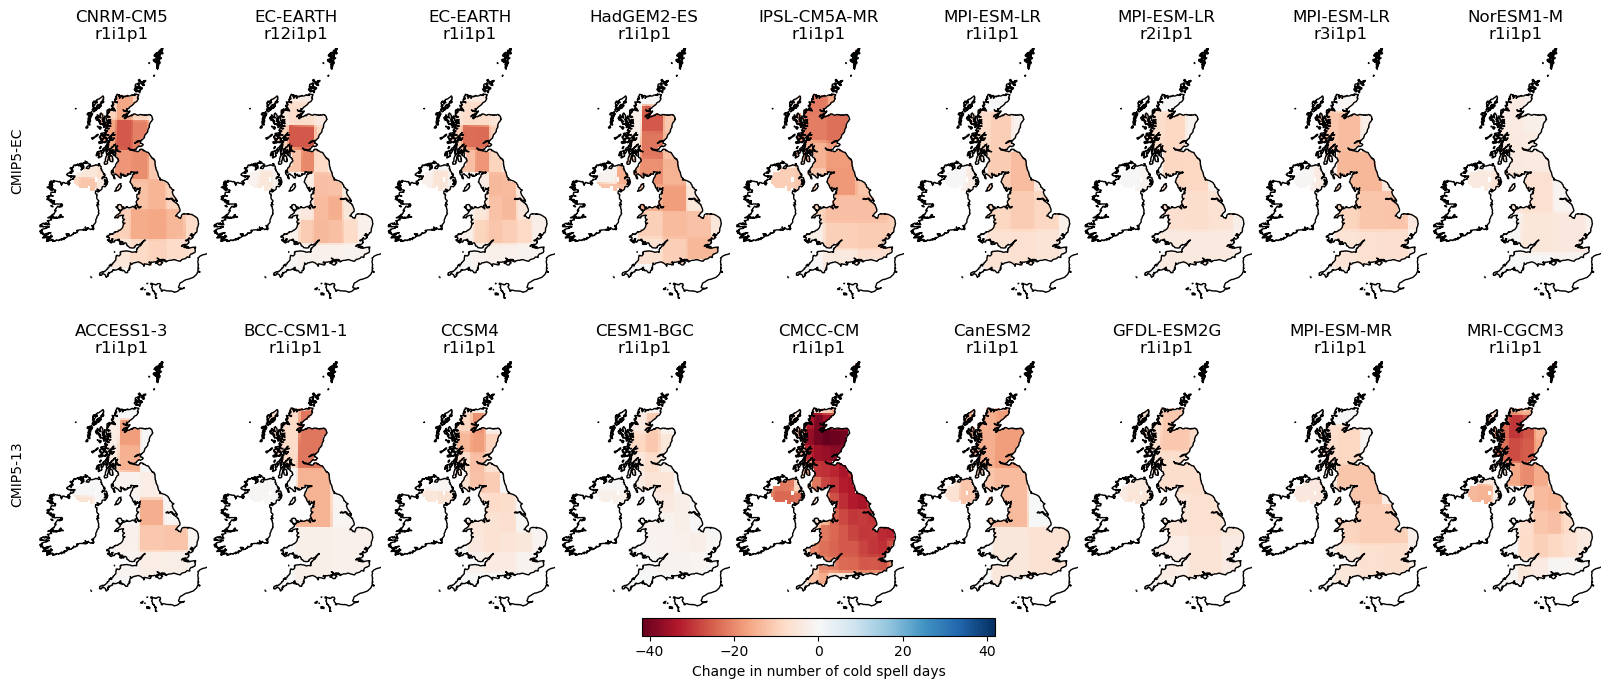 CNRM-CM5 EC-EARTH EC-EARTH HadGEM2-ES IPSL-CM5A-MR MPI-ESM-LR MPI-ESM-LR MPI-ESM-LR NorESM1-M
r1i1p1 r12i1p1 r1i1p1 r1i1p1 r1i1p1 r1i1p1 r2i1p1 r3i1p1 r1i1p1
CMIP5-EC
ACCESS1-3 BCC-CSM1-1 CCSM4 CESM1-BGC CMCC-CM CanESM2 GFDL-ESM2G MPI-ESM-MR MRI-CGCM3
r1i1p1 r1i1p1 r1i1p1 r1i1p1 r1i1p1 r1i1p1 r1i1p1 r1i1p1 r1i1p1
CMIP5-13
−40 −20 0 20 40
Change in number of cold spell days